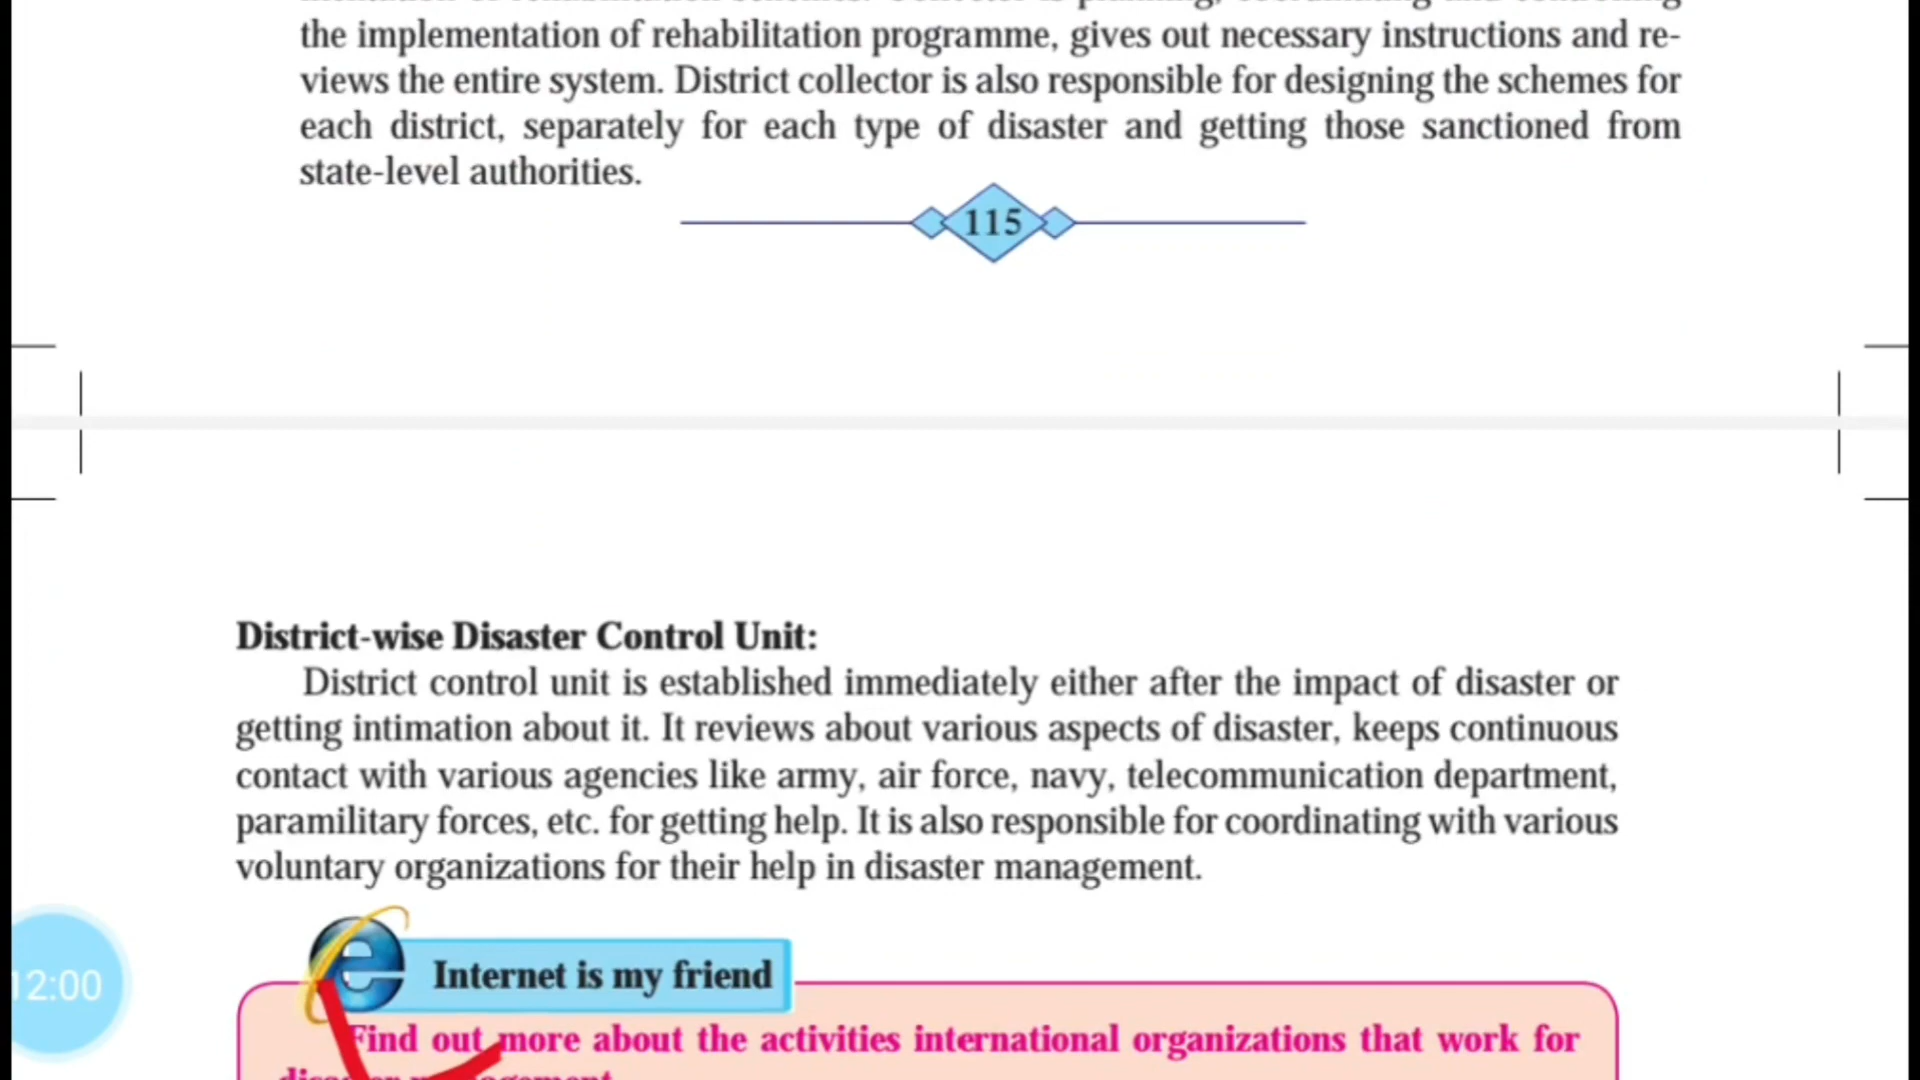 the implementation of rehabilitation programme, gives out necessary instructions and re-
views the entire system. District collector is also responsible for designing the schemes for
each district, separately for each type of disaster and getting those sanctioned from
state-level authorities.
115
District-wise Disaster Control Unit:
District control unit is established immediately either after the impact of disaster or
getting intimation about it. It reviews about various aspects of disaster, keeps continuous
contact with various agencies like army, air force, navy, telecommunication department,
paramilitary forces, etc. for getting help. It is also responsible for coordinating with various
voluntary organizations for their help in disaster management.
12:00
Internet is my friend
Find out more about the activities international organizations that work for